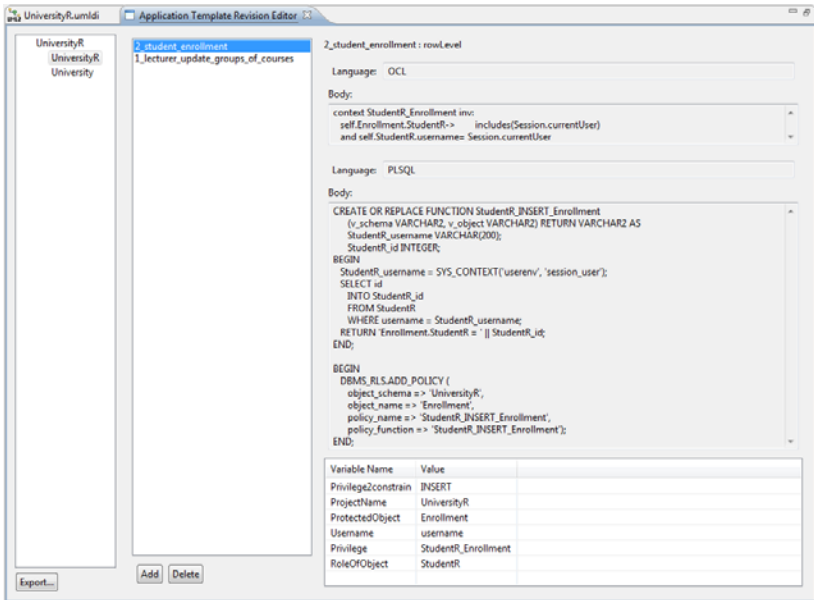 UniversityR.umldi
Application Template Revision Editor
UniversityR
UniversityR
University
2_student_enrollment
1_lecturer_update_groups_of_courses
2_student_enrollment : rowLevel
Language: OCL
Body:
context StudentR_Enrollment inv:
self.Enrollment.StudentR-> includes(Session.currentUser)
and self.StudentR.username= Session.currentUser
Language: PLSQL
Body:
CREATE OR REPLACE FUNCTION StudentR_INSERT_Enrollment
(v_schema VARCHAR2, v_object VARCHAR2) RETURN VARCHAR2 AS
StudentR_username VARCHAR(200);
StudentR_id INTEGER;
BEGIN
StudentR_username = SYS_CONTEXT('userenv', 'session_user');
SELECT id
INTO StudentR_id
FROM StudentR
WHERE username = StudentR_username;
RETURN 'Enrollment.StudentR = ' || StudentR_id;
END;
BEGIN
DBMS_RLS.ADD_POLICY (
object_schema => 'UniversityR',
object_name => 'Enrollment',
policy_name => 'StudentR_INSERT_Enrollment',
policy_function => 'StudentR_INSERT_Enrollment');
END;
Variable Name Value
Privilege2constrain INSERT
ProjectName UniversityR
ProtectedObject Enrollment
Username username
Privilege StudentR_Enrollment
RoleOfObject StudentR
Export... Add Delete